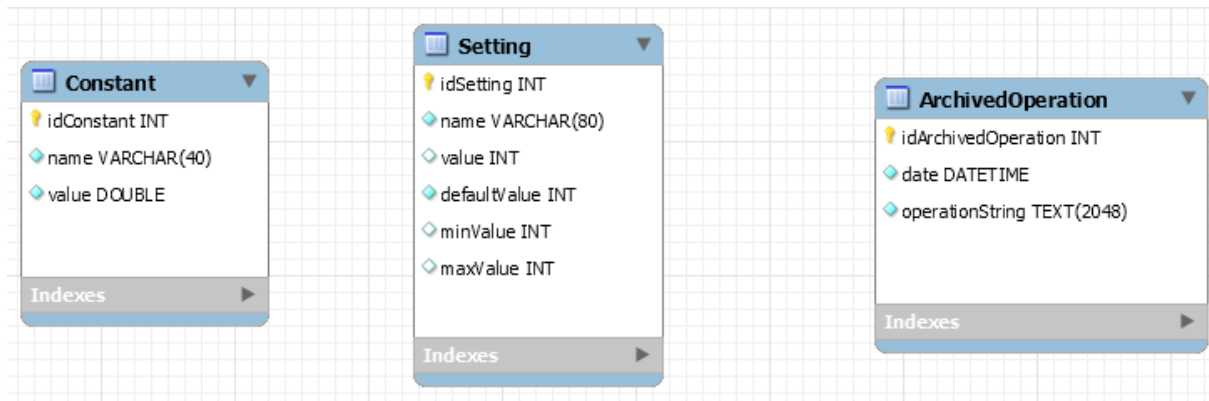 Constant
idConstant INT
name VARCHAR(40)
value DOUBLE
Indexes
Setting
idSetting INT
name VARCHAR(80)
value INT
defaultValue INT
minValue INT
maxValue INT
Indexes
ArchivedOperation
idArchivedOperation INT
date DATETIME
operationString TEXT(2048)
Indexes